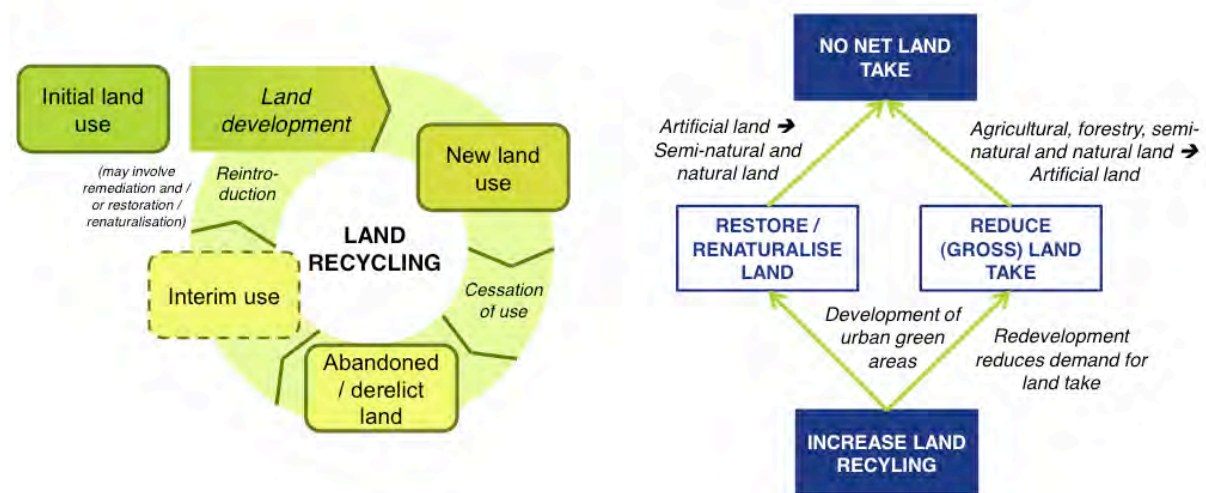 Initial land
use
Land
development
(may involve
remediation and /
or restoration /
renaturalisation)
Reintro-
duction
New land
use
LAND
RECYCLING
Interim use
Cessation
of use
Abandoned
/ derelict
land
NO NET LAND
TAKE
Artificial land ➔
Semi-natural and
natural land
Agricultural, forestry, semi-
natural and natural land ➔
Artificial land
RESTORE /
RENATURALISE
LAND
REDUCE
(GROSS) LAND
TAKE
Development of
urban green
areas
Redevelopment
reduces demand for
land take
INCREASE LAND
RECYLING